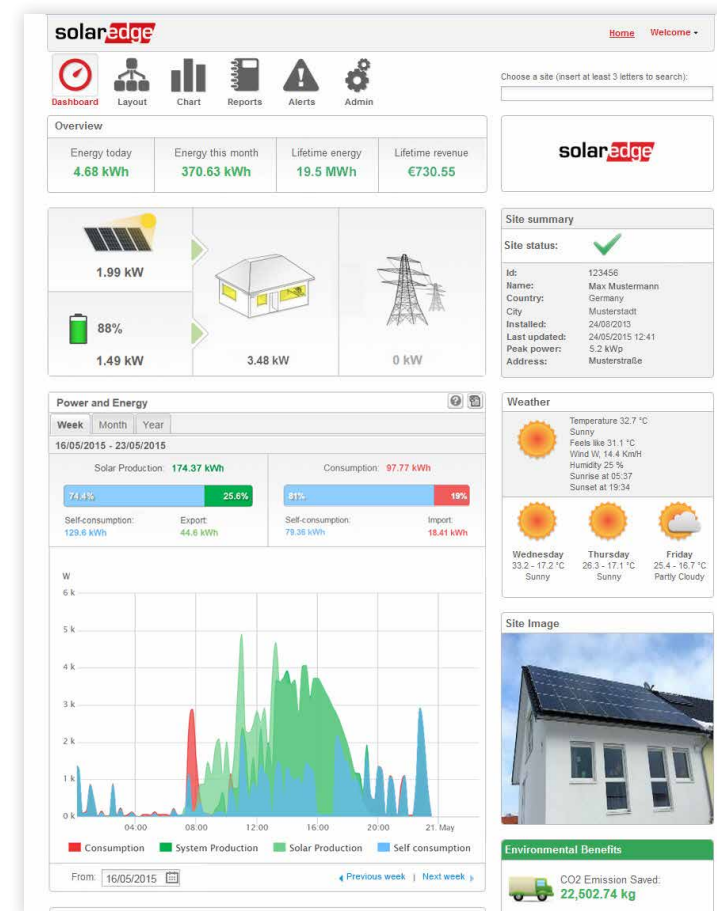 solaredge
Home Welcome
Dashboard Layout Chart Reports Alerts Admin
Choose a site (insert at least 3 letters to search):
Overview
Energy today Energy this month Lifetime energy Lifetime revenue
4.68 kWh 370.63 kWh 19.5 MWh €730.55
solaredge
1.99 kW
88%
1.49 kW 3.48 kW 0 kW
Site summary
Site status:
Id: 123456
Name: Max Mustermann
Country: Germany
City Musterstadt
Installed: 24/08/2013
Last updated: 24/05/2015 12:41
Peak power: 5.2 kWp
Address: Musterstraße
Power and Energy ?
Week Month Year
16/05/2015 - 23/05/2015
Solar Production: 174.37 kWh Consumption: 97.77 kWh
74.4% 25.6% 81% 19%
Self-consumption: Export: Self-consumption: Import:
129.6 kWh 44.6 kWh 79.36 kWh 18.41 kWh
W
6 k
5 k
4 k
3 k
2 k
1 k
0 k
04:00 08:00 12:00 16:00 20:00 21. May
Consumption System Production Solar Production Self consumption
From: 16/05/2015 Previous week | Next week
Weather
Temperature 32.7 °C
Sunny
Feels like 31.1 °C
Wind W, 14.4 Km/H
Humidity 25 %
Sunrise at 05:37
Sunset at 19:34
Wednesday Thursday Friday
33.2 - 17.2 °C 26.3 - 17.1 °C 25.4 - 16.7 °C
Sunny Sunny Partly Cloudy
Site Image
Environmental Benefits
CO2 Emission Saved:
22,502.74 kg